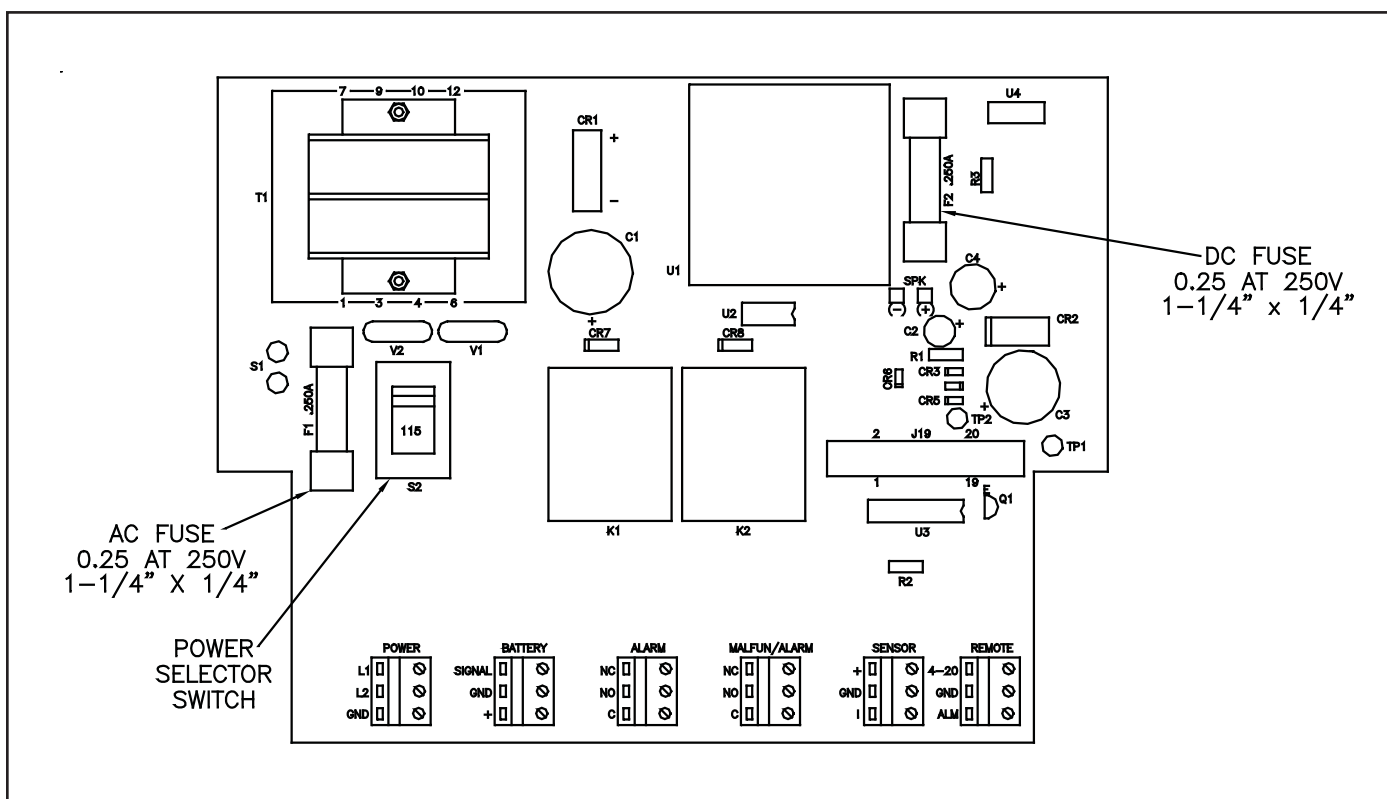 7 9 10 12
T1
1 3 4 6
CR1
+
−
C1
+
U1
F2 .250A
U4
R3
DC FUSE
0.25 AT 250V
1−1/4” x 1/4”
SPK
(−) (+)
C4
+
U2
CR7
CR8
C2
+
CR2
R1
CR6
CR3
CR5
TP2
+
C3
TP1
V2
V1
S1
F1 .250A
115
S2
AC FUSE
0.25 AT 250V
1−1/4” X 1/4”
POWER
SELECTOR
SWITCH
K1
K2
2 J19 20
1 19
E
Q1
U3
R2
POWER
L1
L2
GND
BATTERY
SIGNAL
GND
+
ALARM
NC
NO
C
MALFUN/ALARM
NC
NO
C
SENSOR
+
GND
I
REMOTE
4−20
GND
ALM